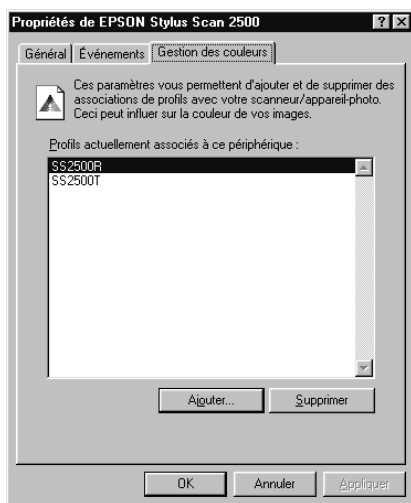 Propriétés de EPSON Stylus Scan 2500
Général Événements Gestion des couleurs
Ces paramètres vous permettent d'ajouter et de supprimer des
associations de profils avec votre scanneur/appareil-photo.
Ceci peut influer sur la couleur de vos images.
Profils actuellement associés à ce périphérique :
SS2500R
SS2500T
Ajouter... Supprimer
OK Annuler Appliquer